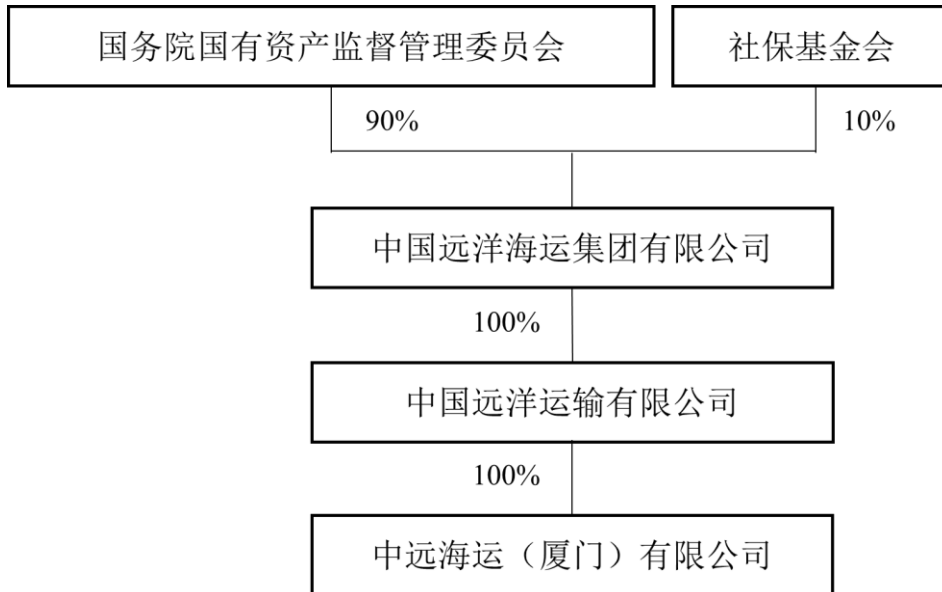 国务院国有资产监督管理委员会
社保基金会
90%
10%
中国远洋海运集团有限公司
100%
中国远洋运输有限公司
100%
中远海运（厦门）有限公司